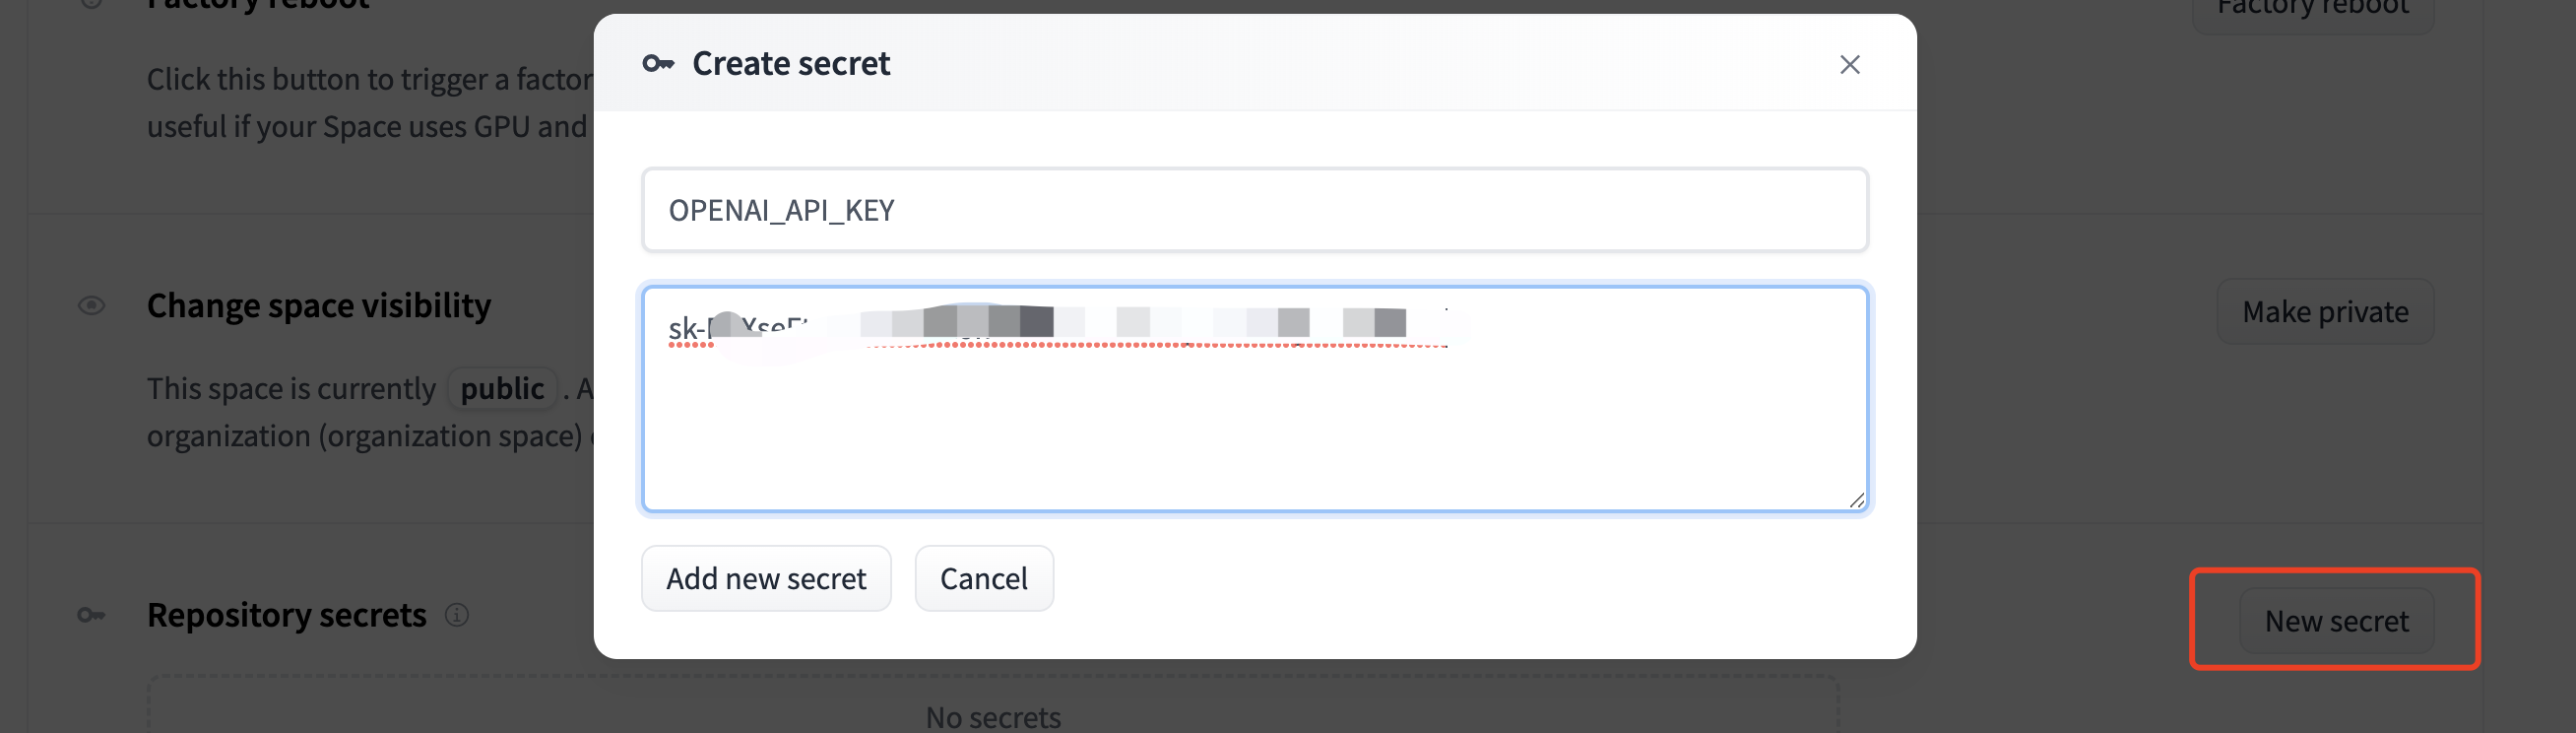 Factory reboot
Factory reboot
Click this button to trigger a factor
useful if your Space uses GPU and
Create secret
OPENAI_API_KEY
Add new secret
Cancel
Change space visibility
Make private
This space is currently public . A
organization (organization space)
Repository secrets
New secret
No secrets